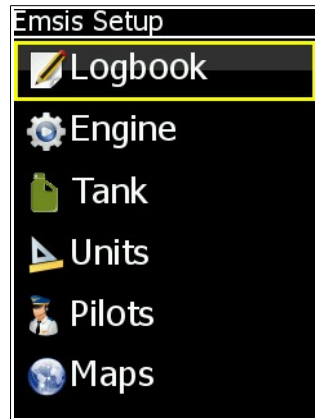 Emsis Setup
Logbook
Engine
Tank
Units
Pilots
Maps